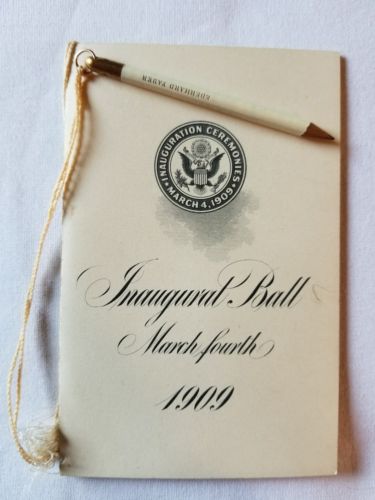 EBERHARD FABER
INAUGURATION CEREMONIES
• MARCH 4, 1909 •
Inaugural Ball
March fourth
1909